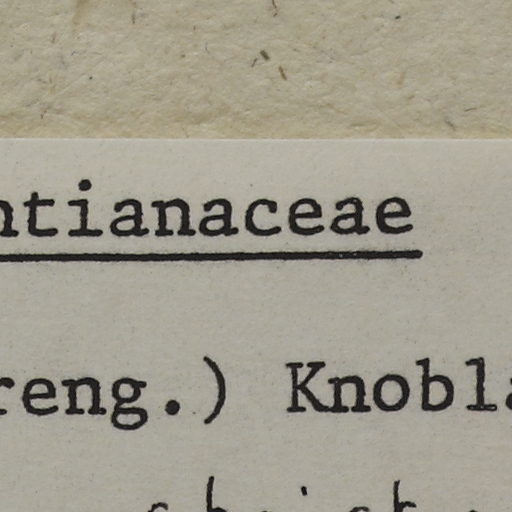 ntianaceae
reng.) Knobla